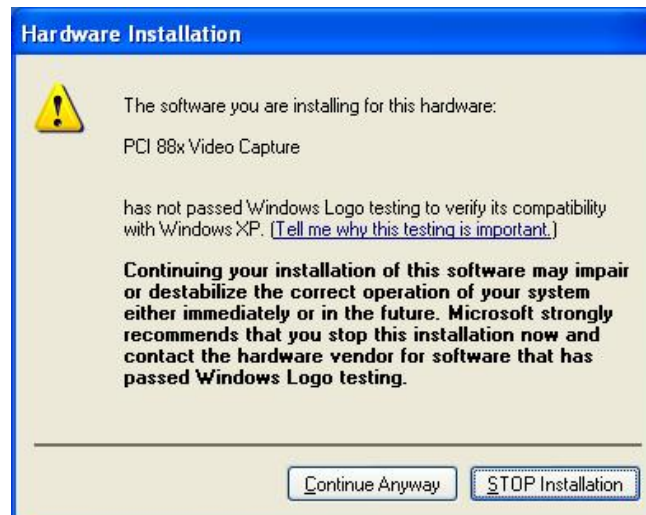 Hardware Installation
The software you are installing for this hardware:
PCI 88x Video Capture
has not passed Windows Logo testing to verify its compatibility
with Windows XP. (Tell me why this testing is important.)
Continuing your installation of this software may impair
or destabilize the correct operation of your system
either immediately or in the future. Microsoft strongly
recommends that you stop this installation now and
contact the hardware vendor for software that has
passed Windows Logo testing.
Continue Anyway
STOP Installation